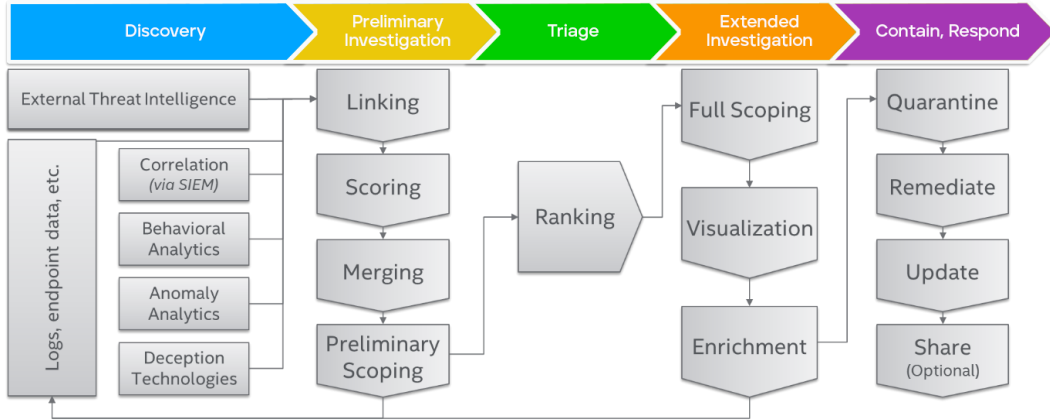 Discovery
Preliminary
Investigation
Triage
Extended
Investigation
Contain, Respond
External Threat Intelligence
Logs, endpoint data, etc.
Correlation
(via SIEM)
Behavioral
Analytics
Anomaly
Analytics
Deception
Technologies
Linking
Scoring
Merging
Preliminary
Scoping
Ranking
Full Scoping
Visualization
Enrichment
Quarantine
Remediate
Update
Share
(Optional)